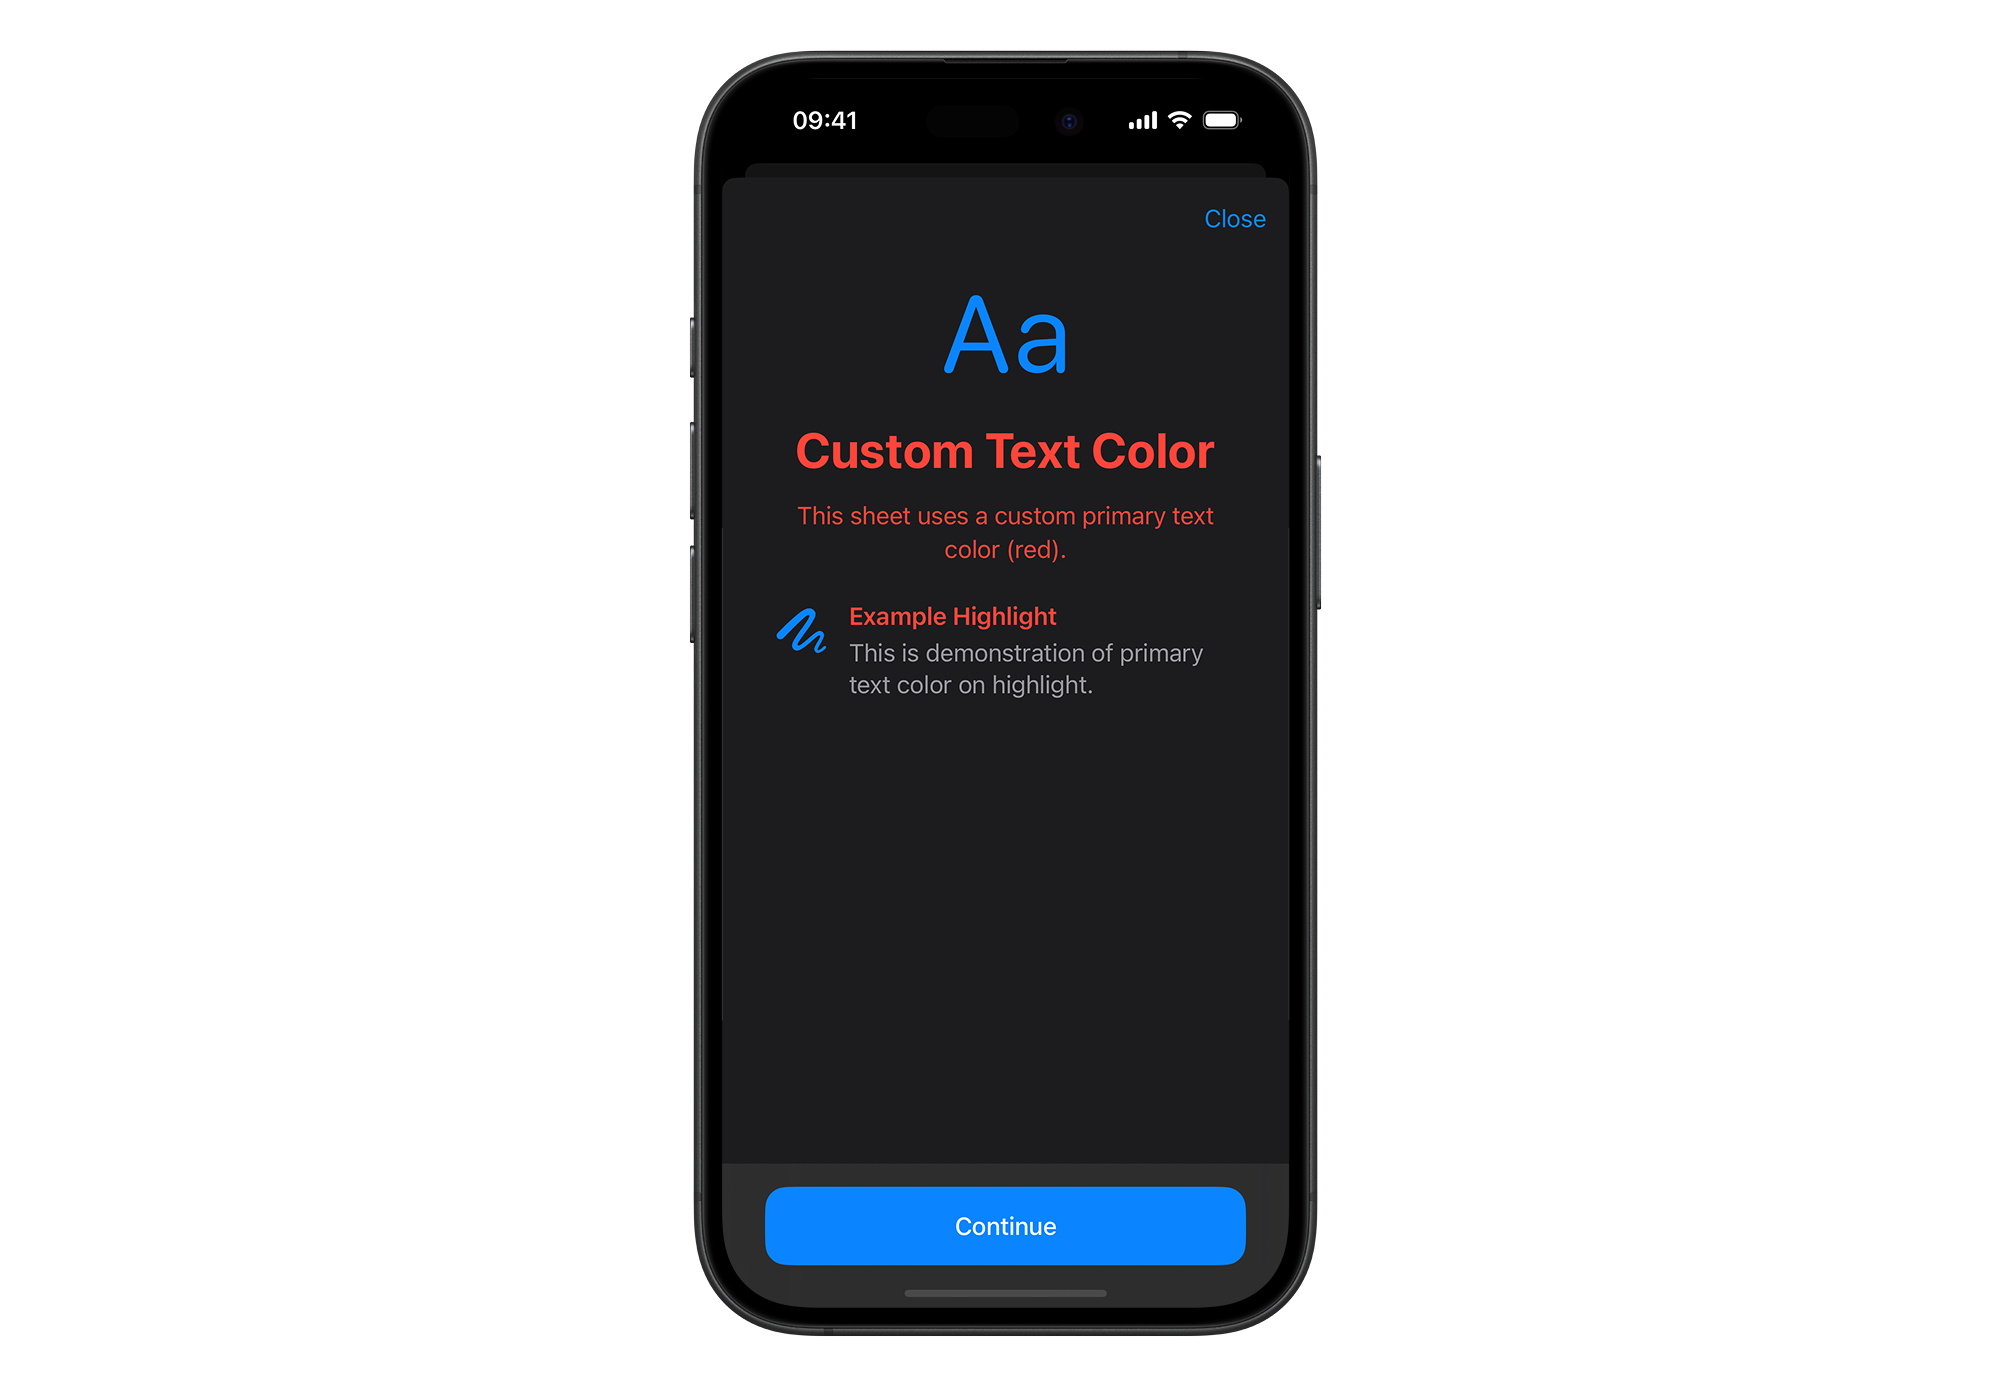 09:41
Close
Aa
Custom Text Color
This sheet uses a custom primary text
color (red).
Example Highlight
This is demonstration of primary
text color on highlight.
Continue